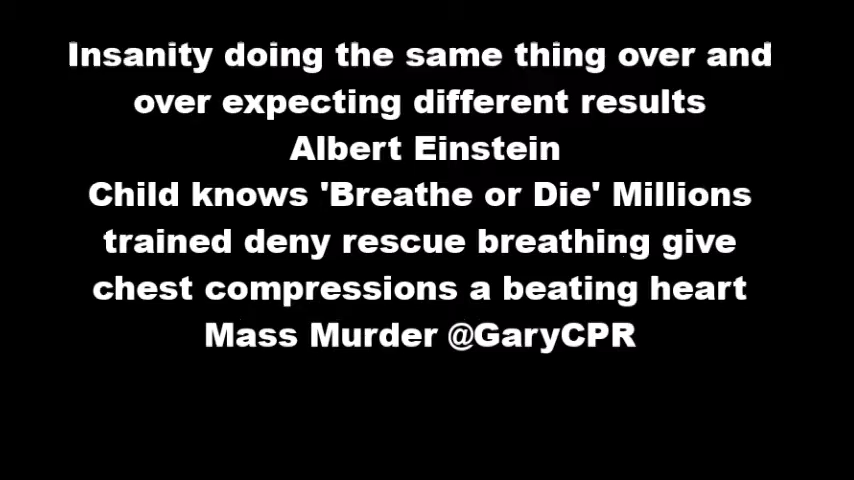 Insanity doing the same thing over and
over expecting different results
Albert Einstein
Child knows 'Breathe or Die' Millions
trained deny rescue breathing give
chest compressions a beating heart
Mass Murder @GaryCPR